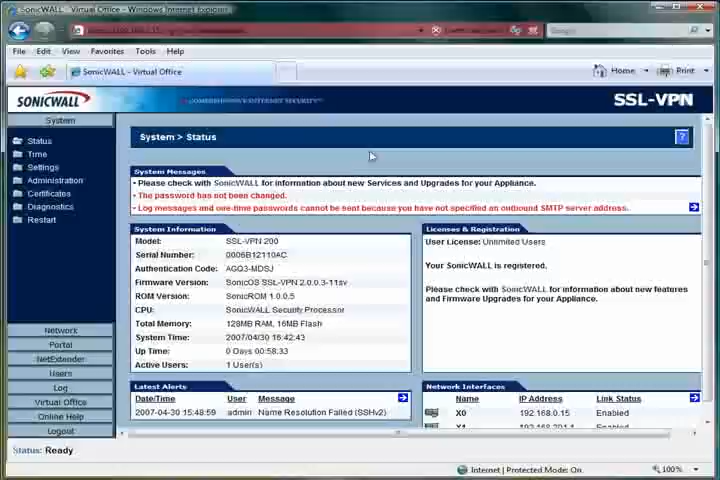 SonicWALL - Virtual Office - Windows Internet Explorer
Google
File Edit View Favorites Tools Help
SonicWALL - Virtual Office
Home Print
SONICWALL
COMPREHENSIVE INTERNET SECURITY™
SSL-VPN
System
Status
Time
Settings
Administration
Certificates
Diagnostics
Restart
Network
Portal
NetExtender
Users
Log
Virtual Office
Online Help
Logout
Status: Ready
System > Status
?
System Messages
• Please check with SonicWALL for information about new Services and Upgrades for your Appliance.
• The password has not been changed.
• Log messages and one-time passwords cannot be sent because you have not specified an outbound SMTP server address.
System Information
Model: SSL-VPN 200
Serial Number: 0006B12110AC
Authentication Code: AGQ3-MDSJ
Firmware Version: SonicOS SSL-VPN 2.0.0.3-11sv
ROM Version: SonicROM 1.0.0.5
CPU: SonicWALL Security Processor
Total Memory: 128MB RAM, 16MB Flash
System Time: 2007/04/30 16:42:43
Up Time: 0 Days 00:58:33
Active Users: 1 User(s)
Licenses & Registration
User License: Unlimited Users
Your SonicWALL is registered.
Please check with SonicWALL for information about new features
and Firmware Upgrades for your Appliance.
Latest Alerts
Date/Time User Message
2007-04-30 15:48:59 admin Name Resolution Failed (SSHv2)
Network Interfaces
Name IP Address Link Status
X0 192.168.0.15 Enabled
X1 192.168.201.1 Enabled
Internet | Protected Mode: On
100%